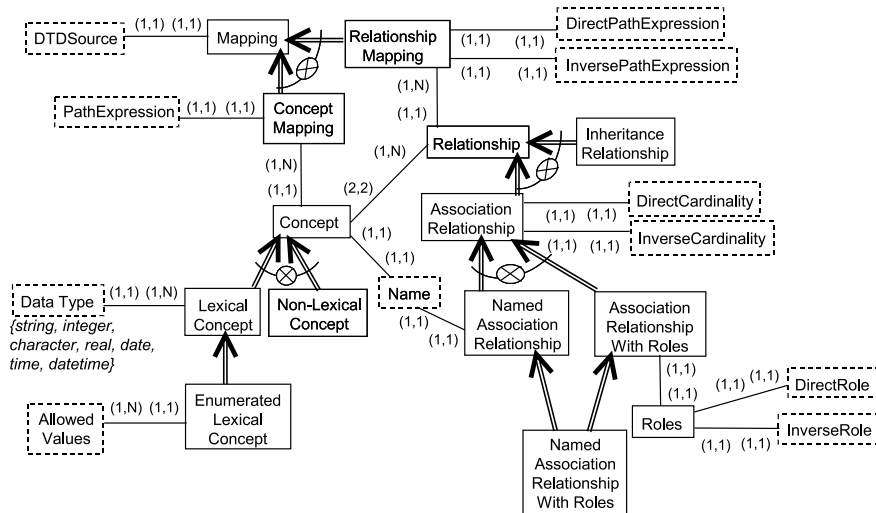 DTDSource
(1,1) (1,1)
Mapping
Relationship
Mapping
(1,1) (1,1)
DirectPathExpression
(1,1) (1,1)
InversePathExpression
PathExpression
(1,1) (1,1)
Concept
Mapping
(1,N)
(1,1)
Relationship
Inheritance
Relationship
(1,N)
(1,1)
(1,N)
(2,2)
Concept
(1,1)
(1,1)
Association
Relationship
(1,1) (1,1)
DirectCardinality
(1,1) (1,1)
InverseCardinality
Data Type
(1,1) (1,N)
{string, integer,
character, real, date,
time, datetime}
Lexical
Concept
Non-Lexical
Concept
Name
(1,1)
(1,1)
Named
Association
Relationship
Association
Relationship
With Roles
(1,1)
(1,1)
Allowed
Values
(1,N) (1,1)
Enumerated
Lexical
Concept
Named
Association
Relationship
With Roles
Roles
(1,1) (1,1)
DirectRole
(1,1) (1,1)
InverseRole